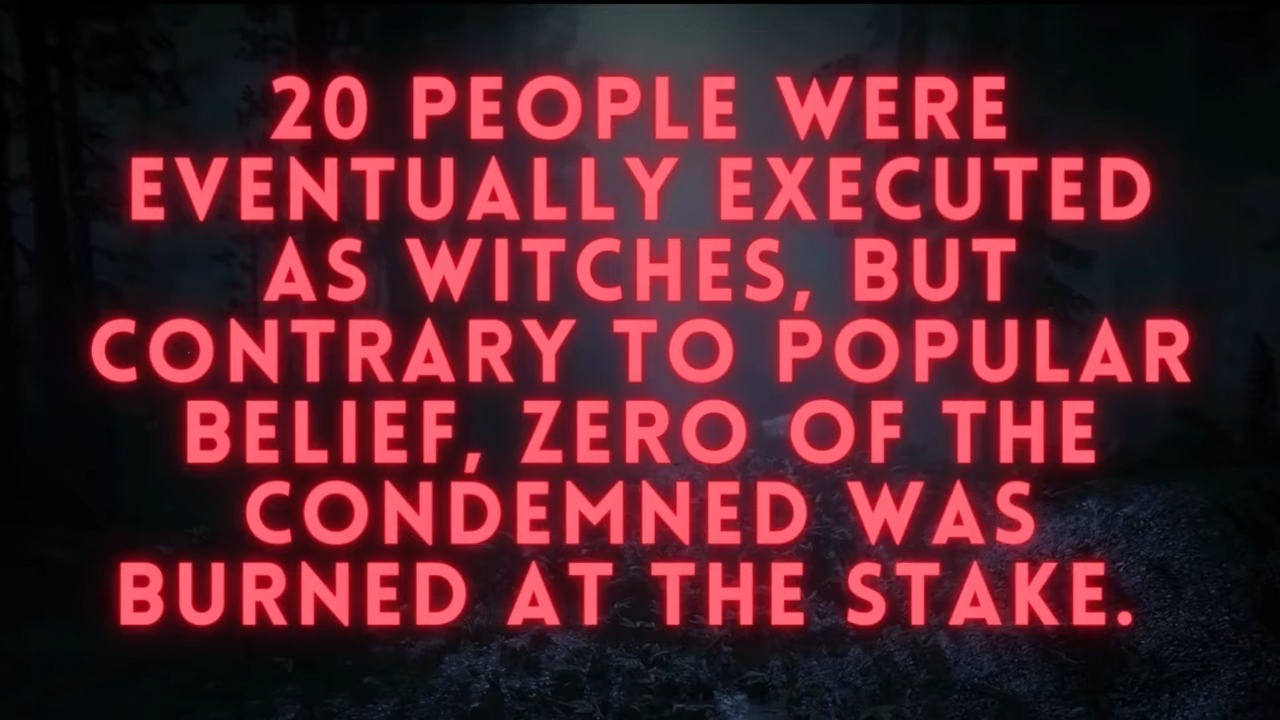 20 PEOPLE WERE
EVENTUALLY EXECUTED
AS WITCHES, BUT
CONTRARY TO POPULAR
BELIEF, ZERO OF THE
CONDEMNED WAS
BURNED AT THE STAKE.